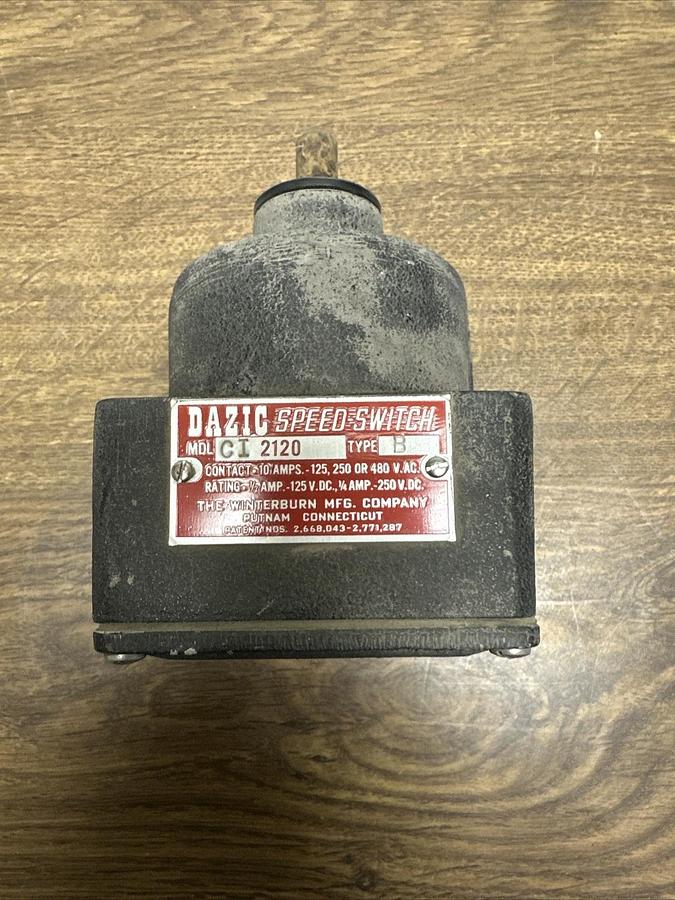 DAZIC SPEED-SWITCH
MDL CI 2120 TYPE B
CONTACT-10 AMPS.-125, 250 OR 480 V.AC.
RATING-½ AMP.-125 V.DC., ¼ AMP.-250 V.DC.
THE WINTERBURN MFG. COMPANY
PUTNAM CONNECTICUT
PATENT NOS. 2,668,043-2,771,287